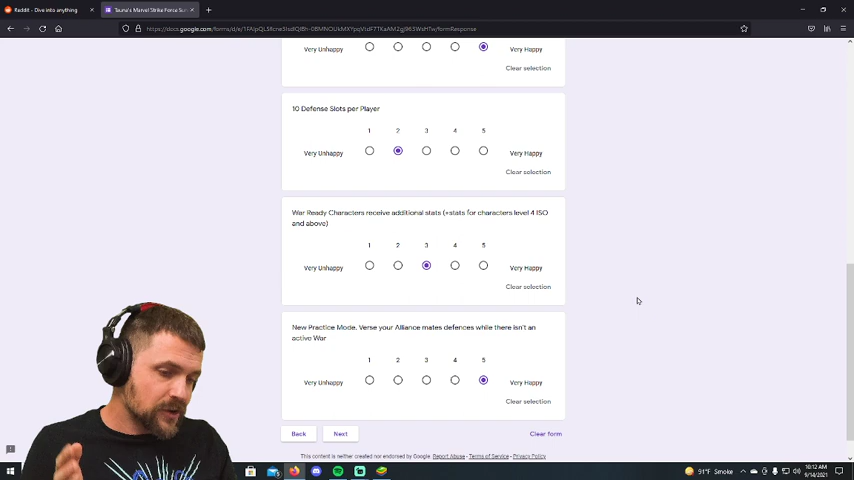 Reddit - Dive into anything
Tauna's Marvel Strike Force Sur
Very Unhappy
Very Happy
Clear selection
10 Defense Slots per Player
1 2 3 4 5
Very Unhappy
Very Happy
Clear selection
War Ready Characters receive additional stats (+stats for characters level 4 ISO
and above)
1 2 3 4 5
Very Unhappy
Very Happy
Clear selection
New Practice Mode. Verse your Alliance mates defences while there isn't an
active War
1 2 3 4 5
Very Unhappy
Very Happy
Clear selection
Back
Next
Clear form
This content is neither created nor endorsed by Google. Report Abuse - Terms of Service - Privacy Policy
91°F Smoke
10:12 AM
9/14/2021